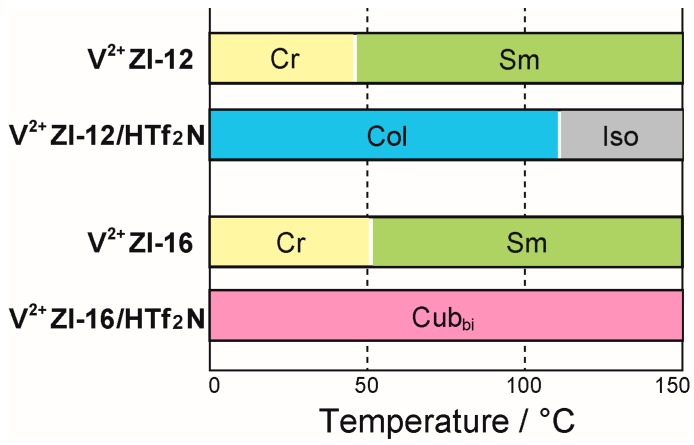 V²⁺ ZI-12
Cr
Sm
V²⁺ ZI-12/HTf₂N
Col
Iso
V²⁺ ZI-16
Cr
Sm
V²⁺ ZI-16/HTf₂N
Cub_bi
0 50 100 150
Temperature / °C